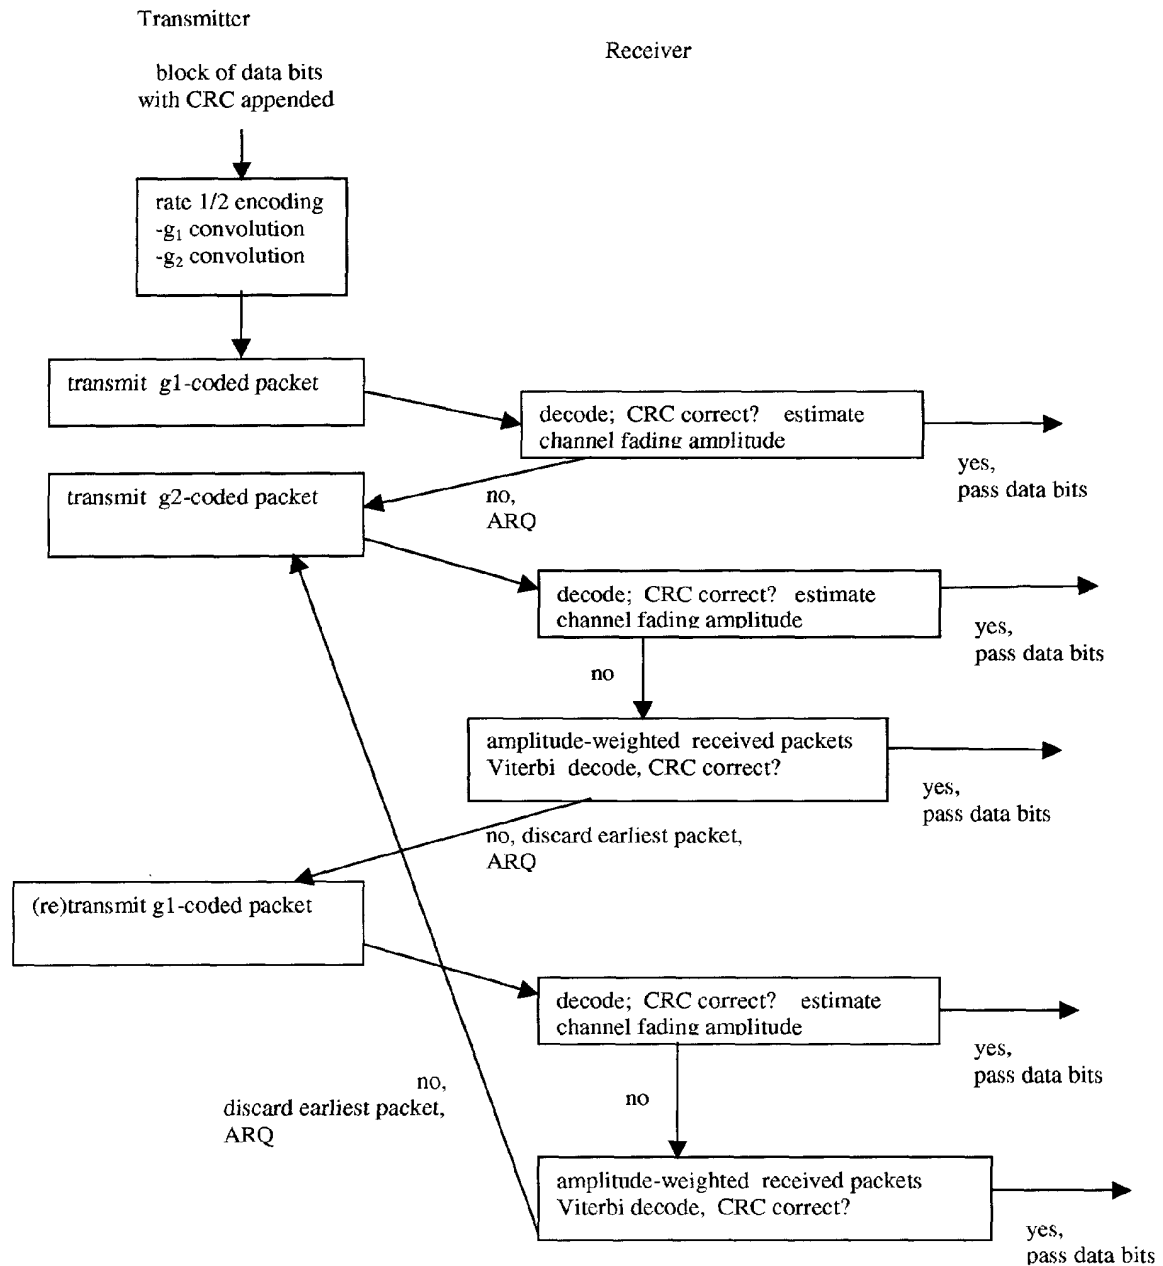 Transmitter
Receiver
block of data bits
with CRC appended
rate 1/2 encoding
-g₁ convolution
-g₂ convolution
transmit g1-coded packet
decode; CRC correct? estimate
channel fading amplitude
yes,
pass data bits
no,
ARQ
transmit g2-coded packet
decode; CRC correct? estimate
channel fading amplitude
yes,
pass data bits
no
amplitude-weighted received packets
Viterbi decode, CRC correct?
yes,
pass data bits
no, discard earliest packet,
ARQ
(re)transmit g1-coded packet
decode; CRC correct? estimate
channel fading amplitude
yes,
pass data bits
no,
discard earliest packet,
ARQ
no
amplitude-weighted received packets
Viterbi decode, CRC correct?
yes,
pass data bits